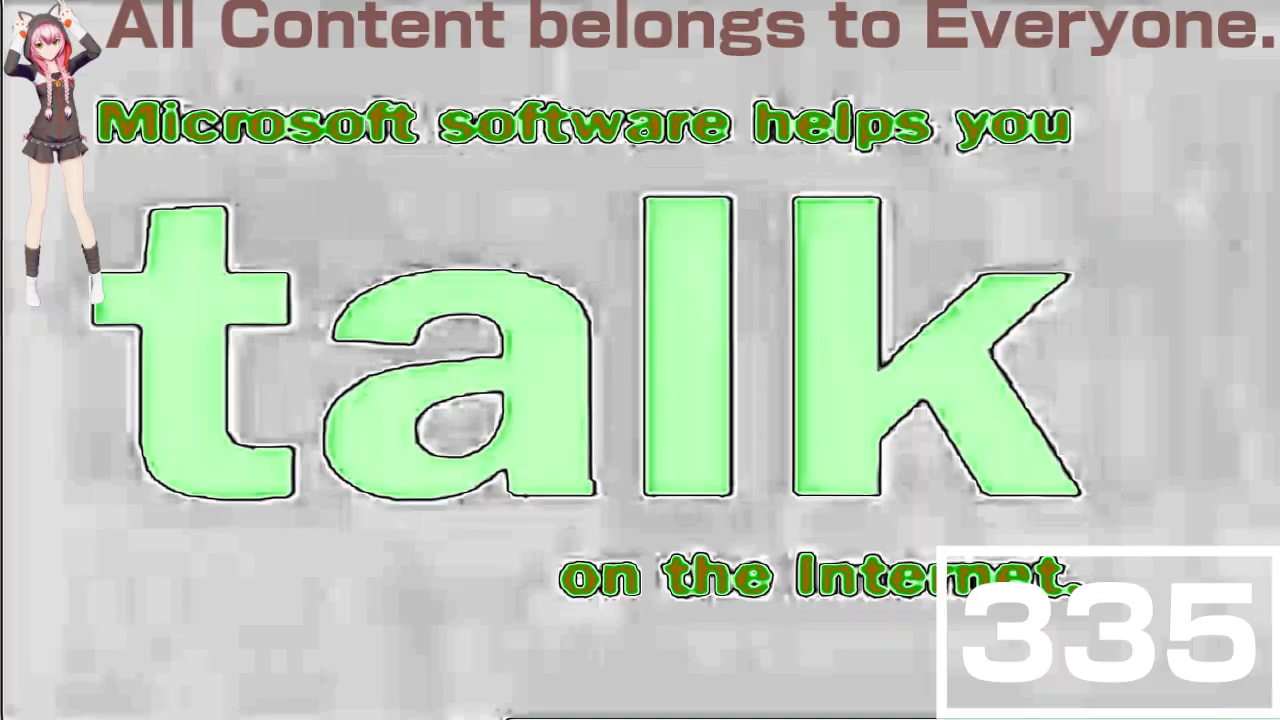 All Content belongs to Everyone.
Microsoft software helps you
talk
on the Internet.
335